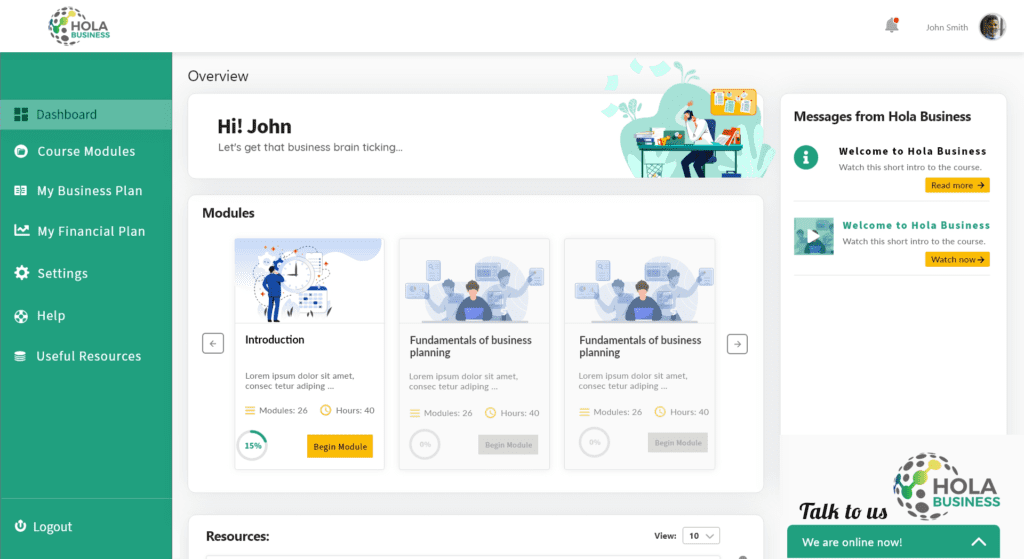 HOLA
BUSINESS
John Smith
Dashboard
Course Modules
My Business Plan
My Financial Plan
Settings
Help
Useful Resources
Logout
Overview
Hi! John
Let's get that business brain ticking...
Modules
Introduction
Lorem ipsum dolor sit amet,
consec tetur adiping ...
Modules: 26 Hours: 40
15% Begin Module
Fundamentals of business
planning
Lorem ipsum dolor sit amet,
consec tetur adiping ...
Modules: 26 Hours: 40
0% Begin Module
Fundamentals of business
planning
Lorem ipsum dolor sit amet,
consec tetur adiping ...
Modules: 26 Hours: 40
0% Begin Module
Resources: View: 10
Messages from Hola Business
Welcome to Hola Business
Watch this short intro to the course.
Read more
Welcome to Hola Business
Watch this short intro to the course.
Watch now
HOLA
BUSINESS
Talk to us
We are online now!